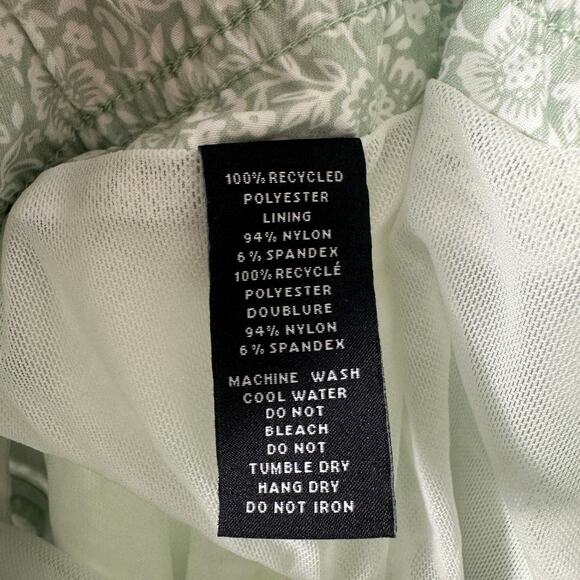 100% RECYCLED
POLYESTER
LINING
94% NYLON
6% SPANDEX
100% RECYCLÉ
POLYESTER
DOUBLURE
94% NYLON
6% SPANDEX
MACHINE WASH
COOL WATER
DO NOT
BLEACH
DO NOT
TUMBLE DRY
HANG DRY
DO NOT IRON